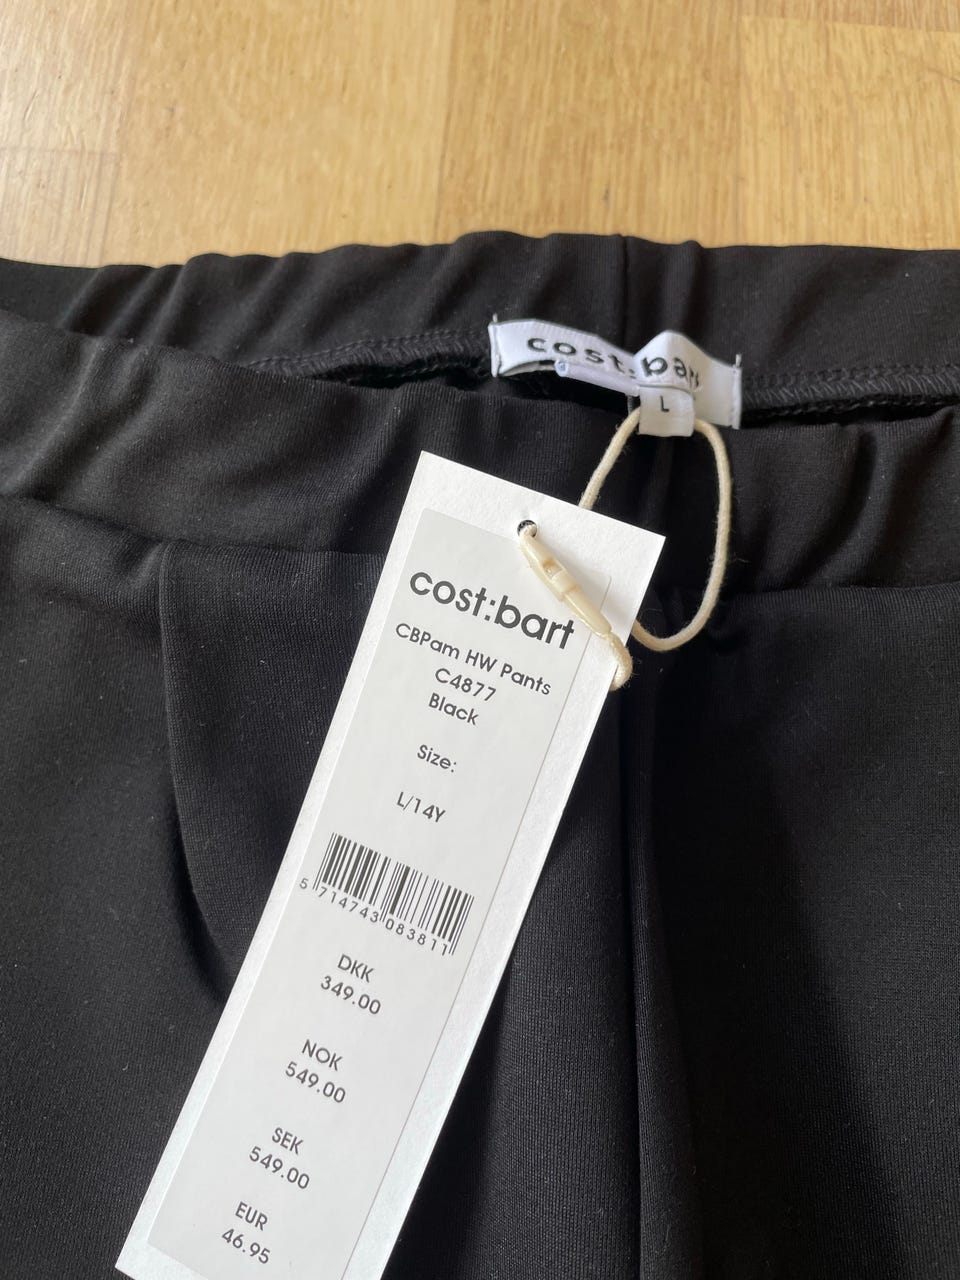 cost:bart
L
cost:bart
CBPam HW Pants
C4877
Black
Size:
L/14Y
5 714743 083811
DKK
349.00
NOK
549.00
SEK
549.00
EUR
46.95